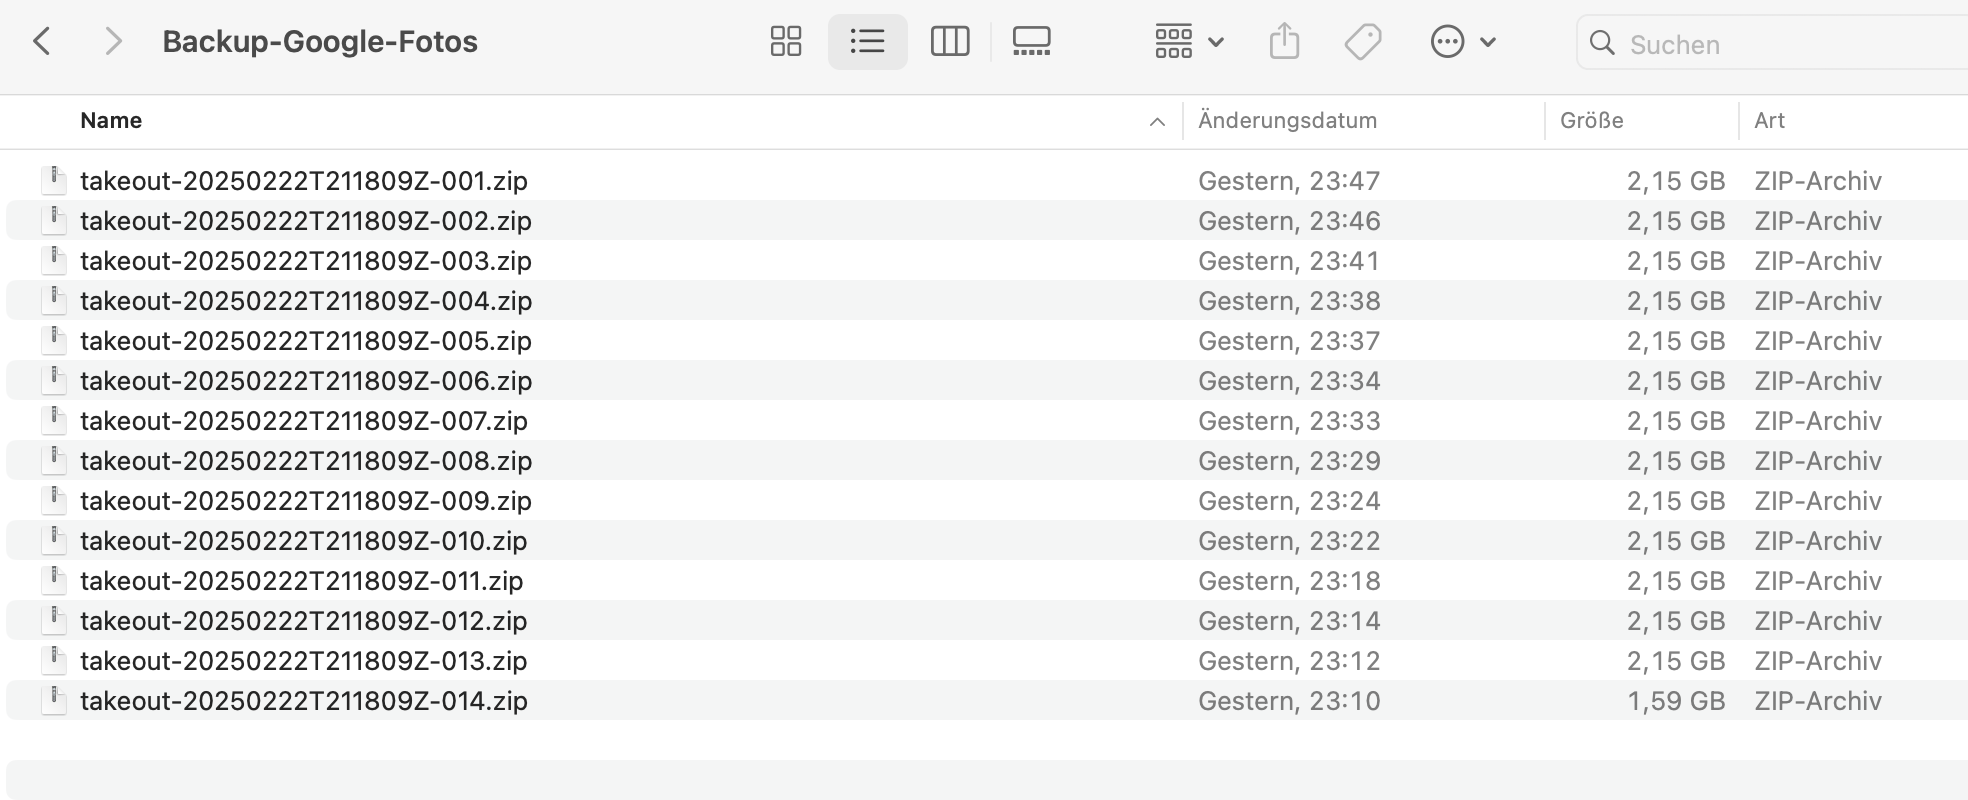 Backup-Google-Fotos
Suchen
Name Änderungsdatum Größe Art
takeout-20250222T211809Z-001.zip Gestern, 23:47 2,15 GB ZIP-Archiv
takeout-20250222T211809Z-002.zip Gestern, 23:46 2,15 GB ZIP-Archiv
takeout-20250222T211809Z-003.zip Gestern, 23:41 2,15 GB ZIP-Archiv
takeout-20250222T211809Z-004.zip Gestern, 23:38 2,15 GB ZIP-Archiv
takeout-20250222T211809Z-005.zip Gestern, 23:37 2,15 GB ZIP-Archiv
takeout-20250222T211809Z-006.zip Gestern, 23:34 2,15 GB ZIP-Archiv
takeout-20250222T211809Z-007.zip Gestern, 23:33 2,15 GB ZIP-Archiv
takeout-20250222T211809Z-008.zip Gestern, 23:29 2,15 GB ZIP-Archiv
takeout-20250222T211809Z-009.zip Gestern, 23:24 2,15 GB ZIP-Archiv
takeout-20250222T211809Z-010.zip Gestern, 23:22 2,15 GB ZIP-Archiv
takeout-20250222T211809Z-011.zip Gestern, 23:18 2,15 GB ZIP-Archiv
takeout-20250222T211809Z-012.zip Gestern, 23:14 2,15 GB ZIP-Archiv
takeout-20250222T211809Z-013.zip Gestern, 23:12 2,15 GB ZIP-Archiv
takeout-20250222T211809Z-014.zip Gestern, 23:10 1,59 GB ZIP-Archiv